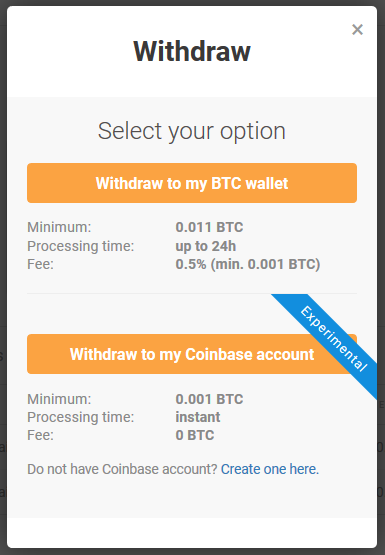 ×
Withdraw
Select your option
Withdraw to my BTC wallet
Minimum: 0.011 BTC
Processing time: up to 24h
Fee: 0.5% (min. 0.001 BTC)
Experimental
Withdraw to my Coinbase account
Minimum: 0.001 BTC
Processing time: instant
Fee: 0 BTC
Do not have Coinbase account? Create one here.